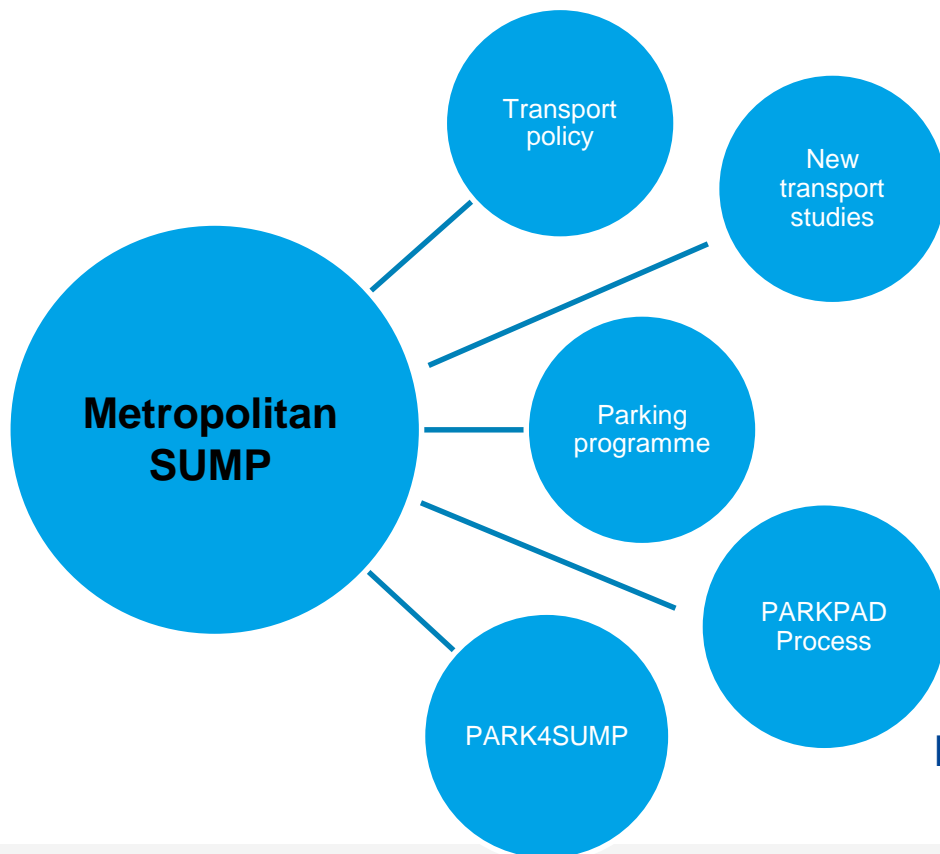 Transport
policy
New
transport
studies
Metropolitan
SUMP
Parking
programme
PARKPAD
Process
PARK4SUMP